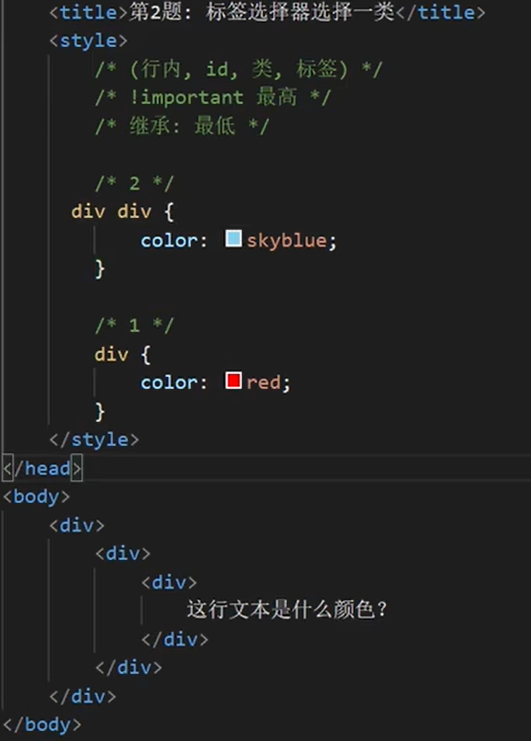 <title>第2题: 标签选择器选择一类</title>
<style>
/* (行内, id, 类, 标签) */
/* !important 最高 */
/* 继承: 最低 */
/* 2 */
div div {
color: skyblue;
}
/* 1 */
div {
color: red;
}
</style>
</head>
<body>
<div>
<div>
<div>
这行文本是什么颜色?
</div>
</div>
</div>
</body>